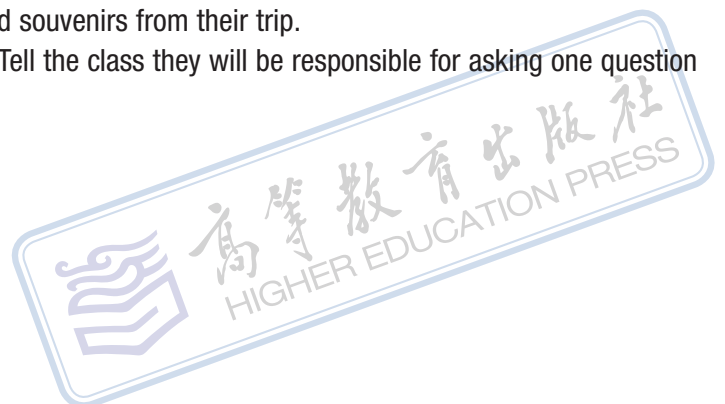 d souvenirs from their trip.
Tell the class they will be responsible for asking one question
高等教育出版社
HIGHER EDUCATION PRESS